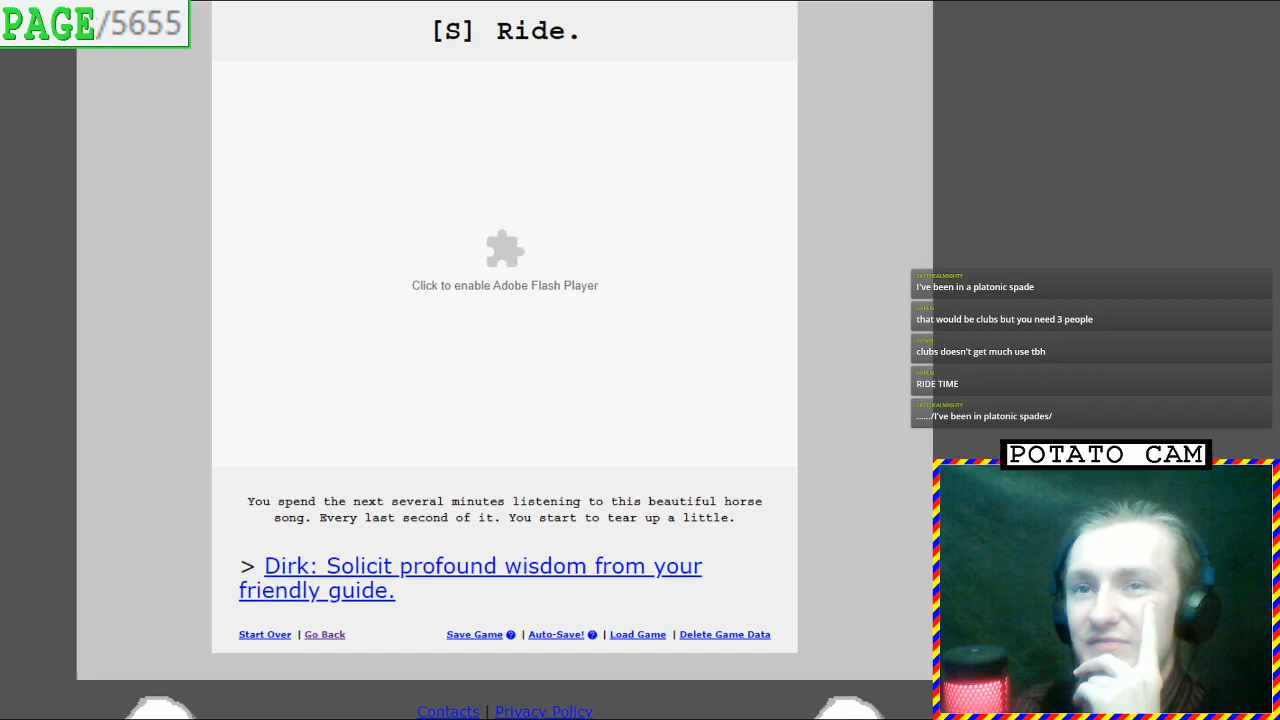 PAGE/5655
[S] Ride.
Click to enable Adobe Flash Player
You spend the next several minutes listening to this beautiful horse
song. Every last second of it. You start to tear up a little.
> Dirk: Solicit profound wisdom from your
friendly guide.
Start Over | Go Back
Save Game ? | Auto-Save! ? | Load Game | Delete Game Data
Contacts | Privacy Policy
SKYTHEALMIGHTY
I've been in a platonic spade
that would be clubs but you need 3 people
clubs doesn't get much use tbh
RIDE TIME
SKYTHEALMIGHTY
....../I've been in platonic spades/
POTATO CAM